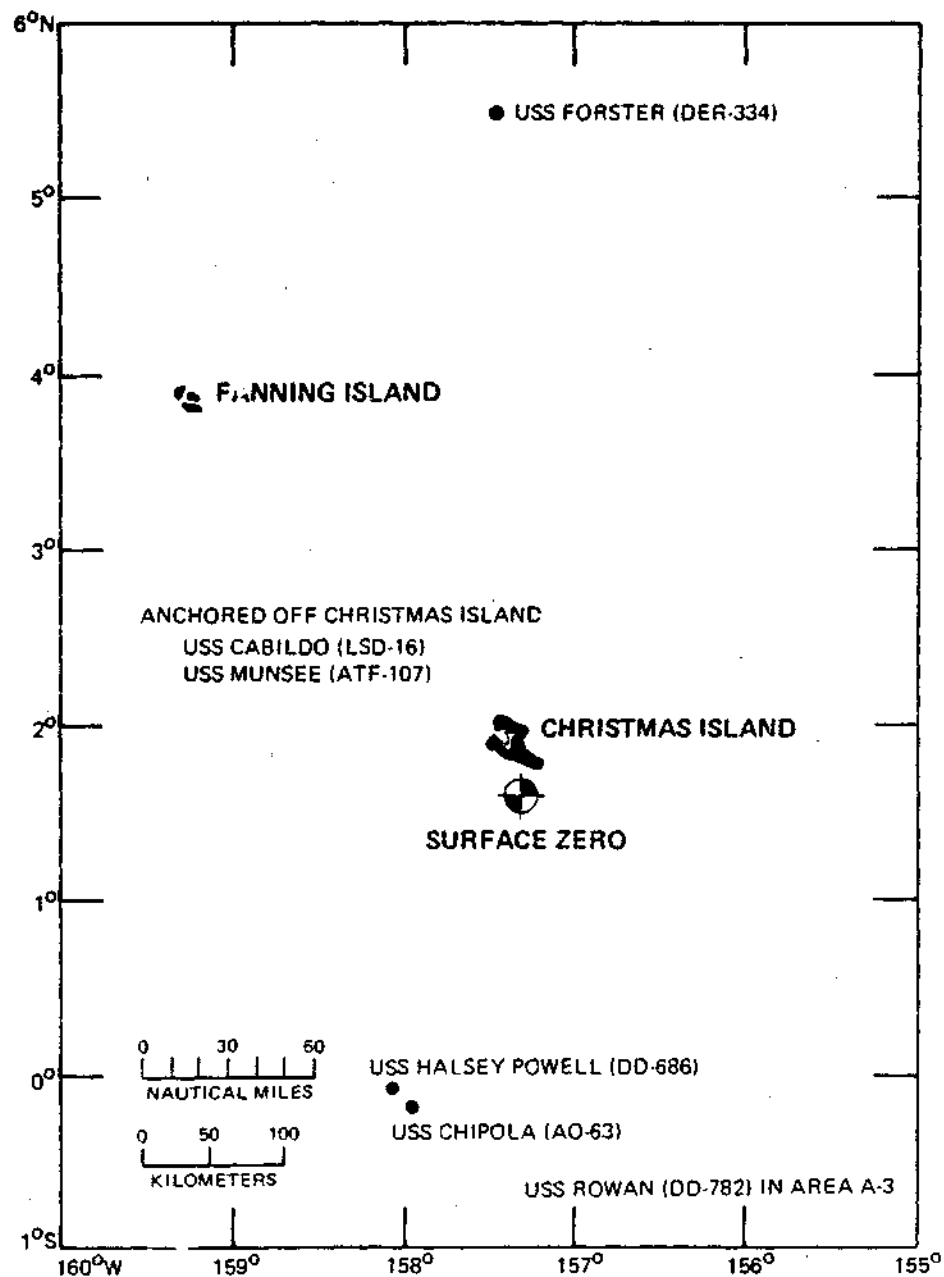 6°N
USS FORSTER (DER-334)
5°
4°
FANNING ISLAND
3°
ANCHORED OFF CHRISTMAS ISLAND
USS CABILDO (LSD-16)
USS MUNSEE (ATF-107)
2°
CHRISTMAS ISLAND
SURFACE ZERO
1°
0 30 60
NAUTICAL MILES
0°
USS HALSEY POWELL (DD-686)
USS CHIPOLA (AO-63)
0 50 100
KILOMETERS
USS ROWAN (DD-782) IN AREA A-3
1°S
160°W 159° 158° 157° 156° 155°